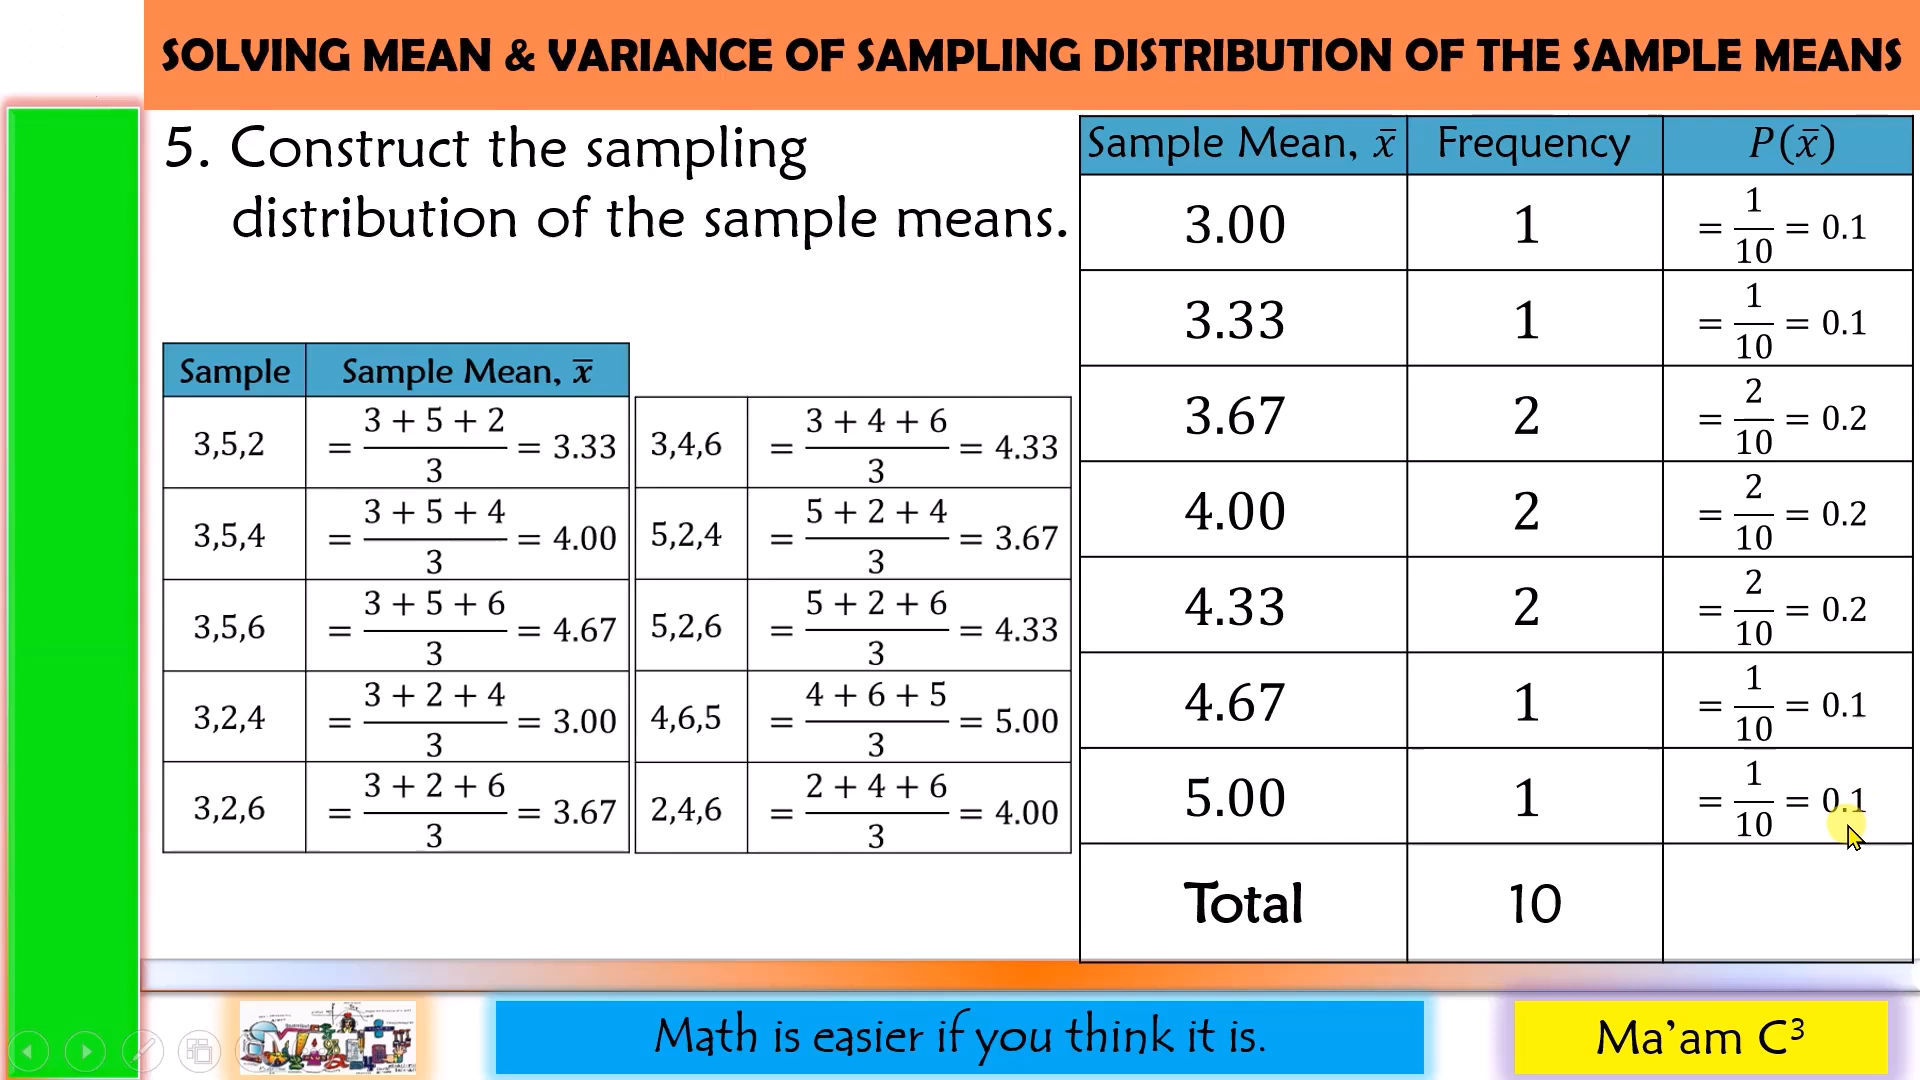 SOLVING MEAN & VARIANCE OF SAMPLING DISTRIBUTION OF THE SAMPLE MEANS
5. Construct the sampling
distribution of the sample means.
Sample | Sample Mean, x̅
3,5,2 | = (3 + 5 + 2)/3 = 3.33
3,5,4 | = (3 + 5 + 4)/3 = 4.00
3,5,6 | = (3 + 5 + 6)/3 = 4.67
3,2,4 | = (3 + 2 + 4)/3 = 3.00
3,2,6 | = (3 + 2 + 6)/3 = 3.67
3,4,6 | = (3 + 4 + 6)/3 = 4.33
5,2,4 | = (5 + 2 + 4)/3 = 3.67
5,2,6 | = (5 + 2 + 6)/3 = 4.33
4,6,5 | = (4 + 6 + 5)/3 = 5.00
2,4,6 | = (2 + 4 + 6)/3 = 4.00
Sample Mean, x̅ | Frequency | P(x̅)
3.00 | 1 | = 1/10 = 0.1
3.33 | 1 | = 1/10 = 0.1
3.67 | 2 | = 2/10 = 0.2
4.00 | 2 | = 2/10 = 0.2
4.33 | 2 | = 2/10 = 0.2
4.67 | 1 | = 1/10 = 0.1
5.00 | 1 | = 1/10 = 0.1
Total | 10
MATH
Math is easier if you think it is.
Ma'am C³